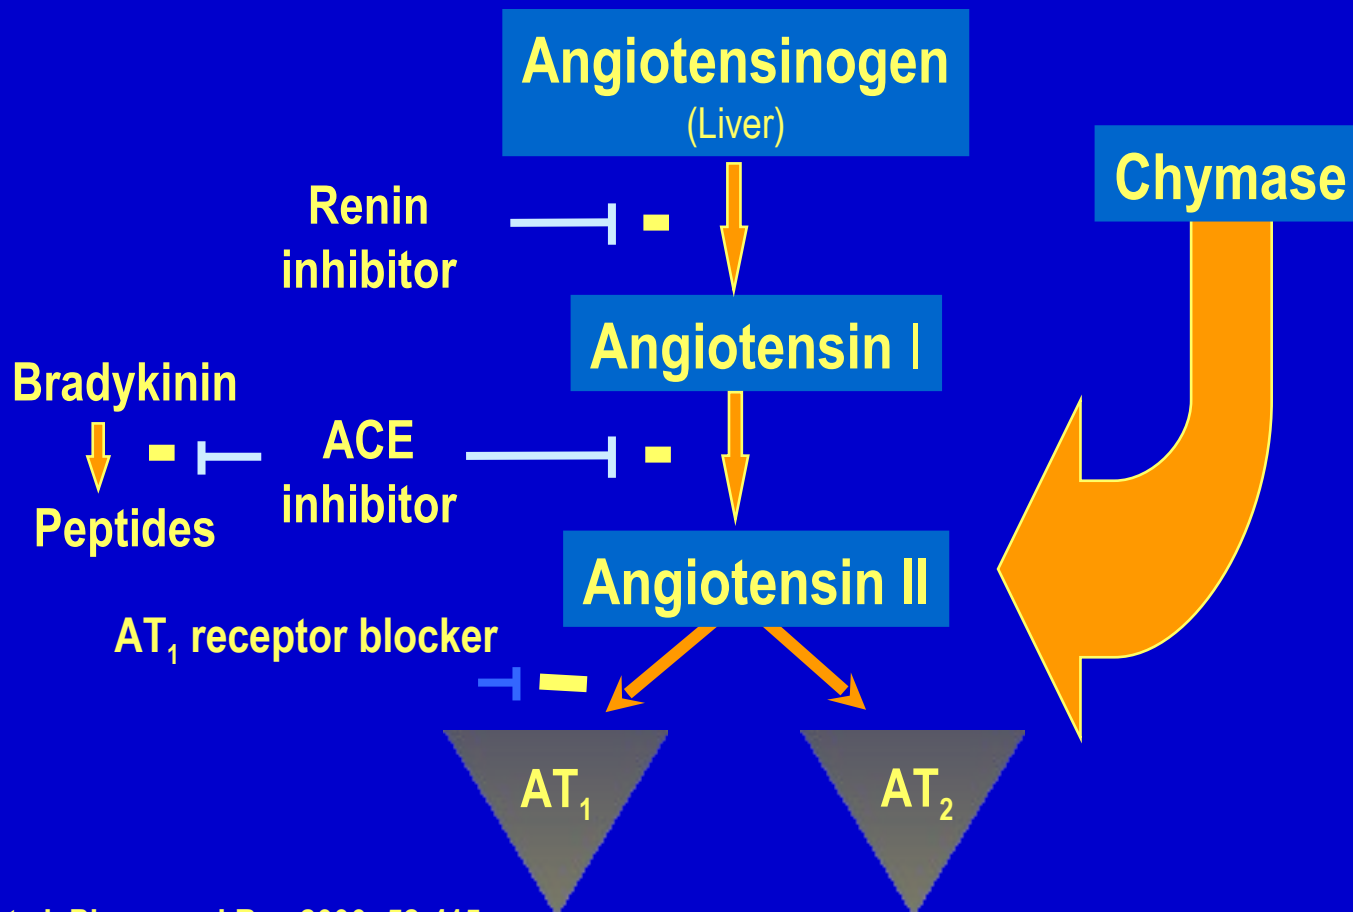 Angiotensinogen
(Liver)
Chymase
Renin
inhibitor
Angiotensin I
Bradykinin
ACE
inhibitor
Peptides
Angiotensin II
AT₁ receptor blocker
AT₁
AT₂